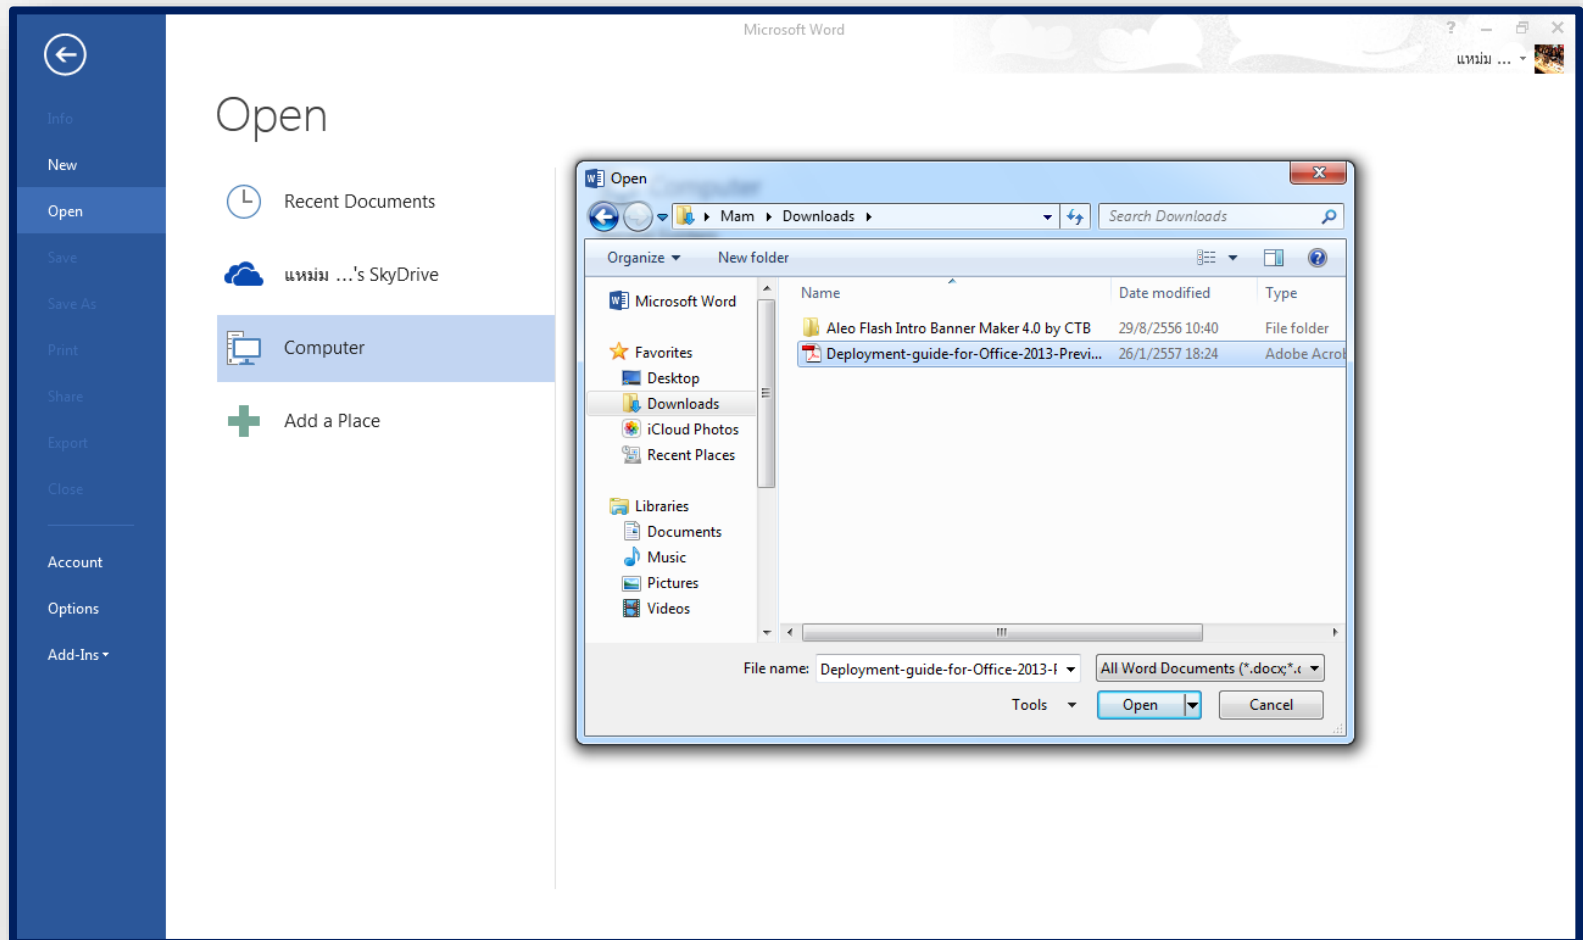 Microsoft Word
?
แหม่ม ...
Info
New
Open
Save
Save As
Print
Share
Export
Close
Account
Options
Add-Ins
Open
Recent Documents
แหม่ม ...'s SkyDrive
Computer
Add a Place
Open
Computer
Mam
Downloads
Search Downloads
Organize
New folder
Name Date modified Type
Aleo Flash Intro Banner Maker 4.0 by CTB 29/8/2556 10:40 File folder
Deployment-guide-for-Office-2013-Previ... 26/1/2557 18:24 Adobe Acrob
Microsoft Word
Favorites
Desktop
Downloads
iCloud Photos
Recent Places
Libraries
Documents
Music
Pictures
Videos
File name: Deployment-guide-for-Office-2013-F All Word Documents (*.docx;*.c
Tools
Open
Cancel